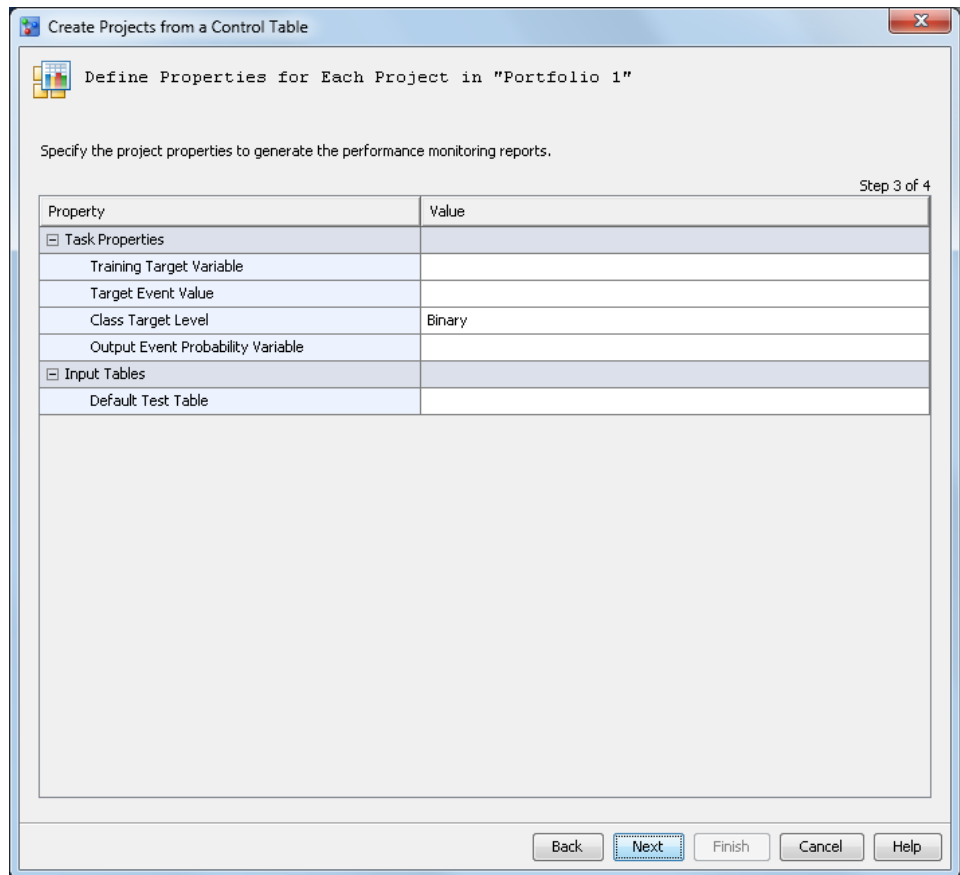 Create Projects from a Control Table
Define Properties for Each Project in "Portfolio 1"
Specify the project properties to generate the performance monitoring reports.
Step 3 of 4
Property Value
Task Properties
Training Target Variable
Target Event Value
Class Target Level Binary
Output Event Probability Variable
Input Tables
Default Test Table
Back Next Finish Cancel Help